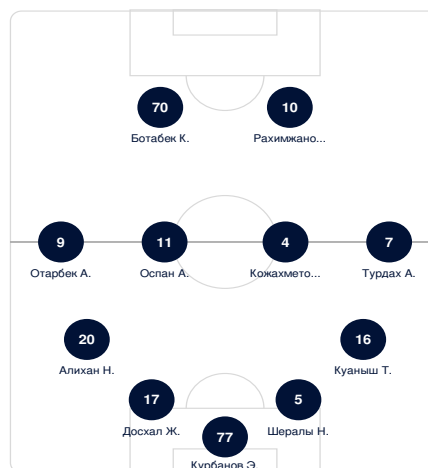 70
10
Ботабек К.
Рахимжано...
9
11
4
7
Отарбек А.
Оспан А.
Кожахмето...
Турдах А.
20
16
Алихан Н.
Куаныш Т.
17
5
Досхал Ж.
Шералы Н.
77
Курбанов Э.